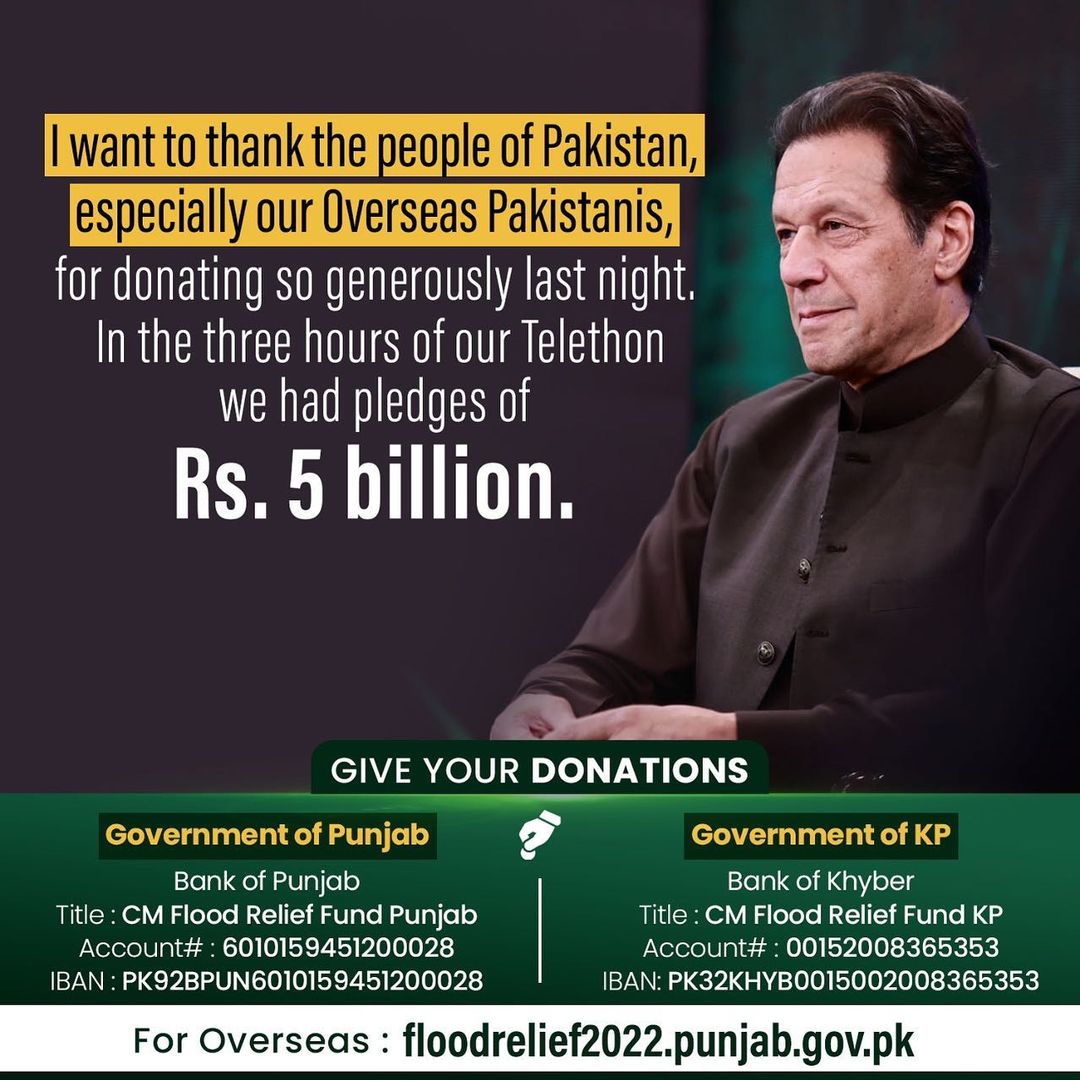 I want to thank the people of Pakistan,
especially our Overseas Pakistanis,
for donating so generously last night.
In the three hours of our Telethon
we had pledges of
Rs. 5 billion.
GIVE YOUR DONATIONS
Government of Punjab
Bank of Punjab
Title : CM Flood Relief Fund Punjab
Account# : 6010159451200028
IBAN : PK92BPUN6010159451200028
Government of KP
Bank of Khyber
Title : CM Flood Relief Fund KP
Account# : 00152008365353
IBAN: PK32KHYB0015002008365353
For Overseas : floodrelief2022.punjab.gov.pk